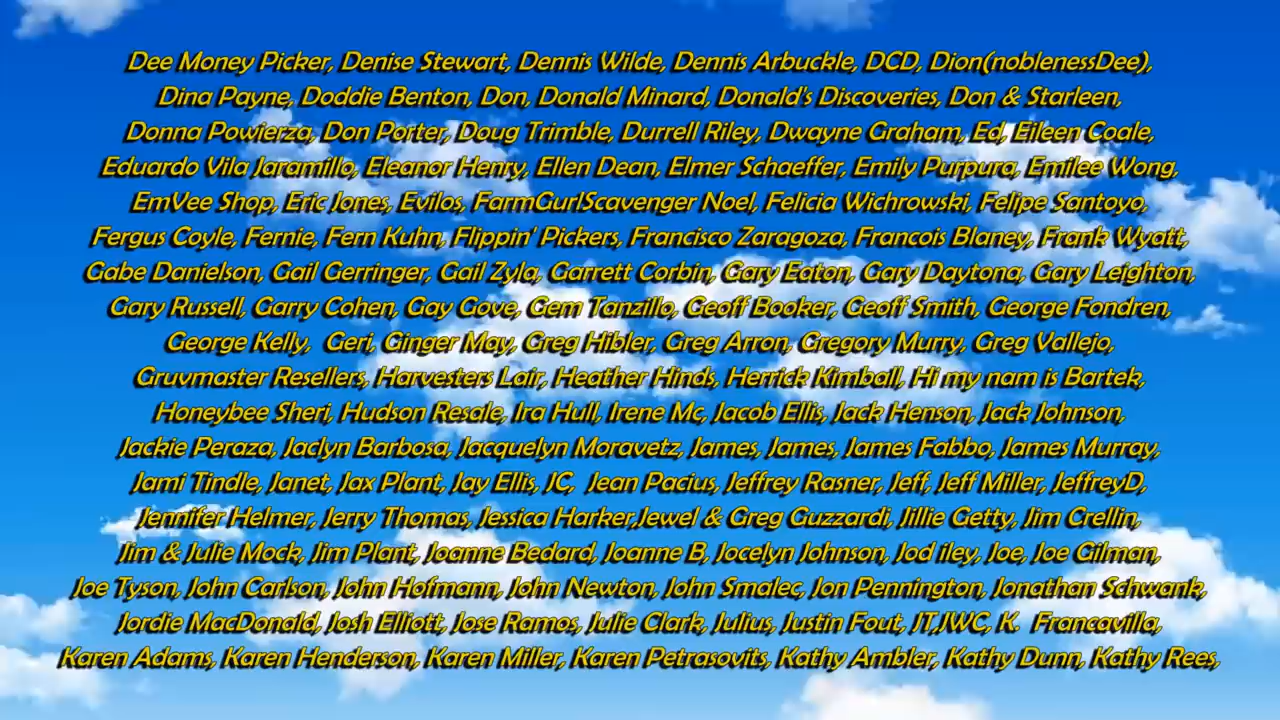 Dee Money Picker, Denise Stewart, Dennis Wilde, Dennis Arbuckle, DCD, Dion(noblenessDee),
Dina Payne, Doddie Benton, Don, Donald Minard, Donald's Discoveries, Don & Starleen,
Donna Powierza, Don Porter, Doug Trimble, Durrell Riley, Dwayne Graham, Ed, Eileen Coale,
Eduardo Vila Jaramillo, Eleanor Henry, Ellen Dean, Elmer Schaeffer, Emily Purpura, Emilee Wong,
EmVee Shop, Eric Jones, Evilos, FarmGurlScavenger Noel, Felicia Wichrowski, Felipe Santoyo,
Fergus Coyle, Fernie, Fern Kuhn, Flippin' Pickers, Francisco Zaragoza, Francois Blaney, Frank Wyatt,
Gabe Danielson, Gail Gerringer, Gail Zyla, Garrett Corbin, Gary Eaton, Gary Daytona, Gary Leighton,
Gary Russell, Garry Cohen, Gay Gove, Gem Tanzillo, Geoff Booker, Geoff Smith, George Fondren,
George Kelly,  Geri, Ginger May, Greg Hibler, Greg Arron, Gregory Murry, Greg Vallejo,
Gruvmaster Resellers, Harvesters Lair, Heather Hinds, Herrick Kimball, Hi my nam is Bartek,
Honeybee Sheri, Hudson Resale, Ira Hull, Irene Mc, Jacob Ellis, Jack Henson, Jack Johnson,
Jackie Peraza, Jaclyn Barbosa, Jacquelyn Moravetz, James, James, James Fabbo, James Murray,
Jami Tindle, Janet, Jax Plant, Jay Ellis, JC,  Jean Pacius, Jeffrey Rasner, Jeff, Jeff Miller, JeffreyD,
Jennifer Helmer, Jerry Thomas, Jessica Harker,Jewel & Greg Guzzardi, Jillie Getty, Jim Crellin,
Jim & Julie Mock, Jim Plant, Joanne Bedard, Joanne B, Jocelyn Johnson, Jod iley, Joe, Joe Gilman,
Joe Tyson, John Carlson, John Hofmann, John Newton, John Smalec, Jon Pennington, Jonathan Schwank,
Jordie MacDonald, Josh Elliott, Jose Ramos, Julie Clark, Julius, Justin Fout, JT,JWC, K.  Francavilla,
Karen Adams, Karen Henderson, Karen Miller, Karen Petrasovits, Kathy Ambler, Kathy Dunn, Kathy Rees,